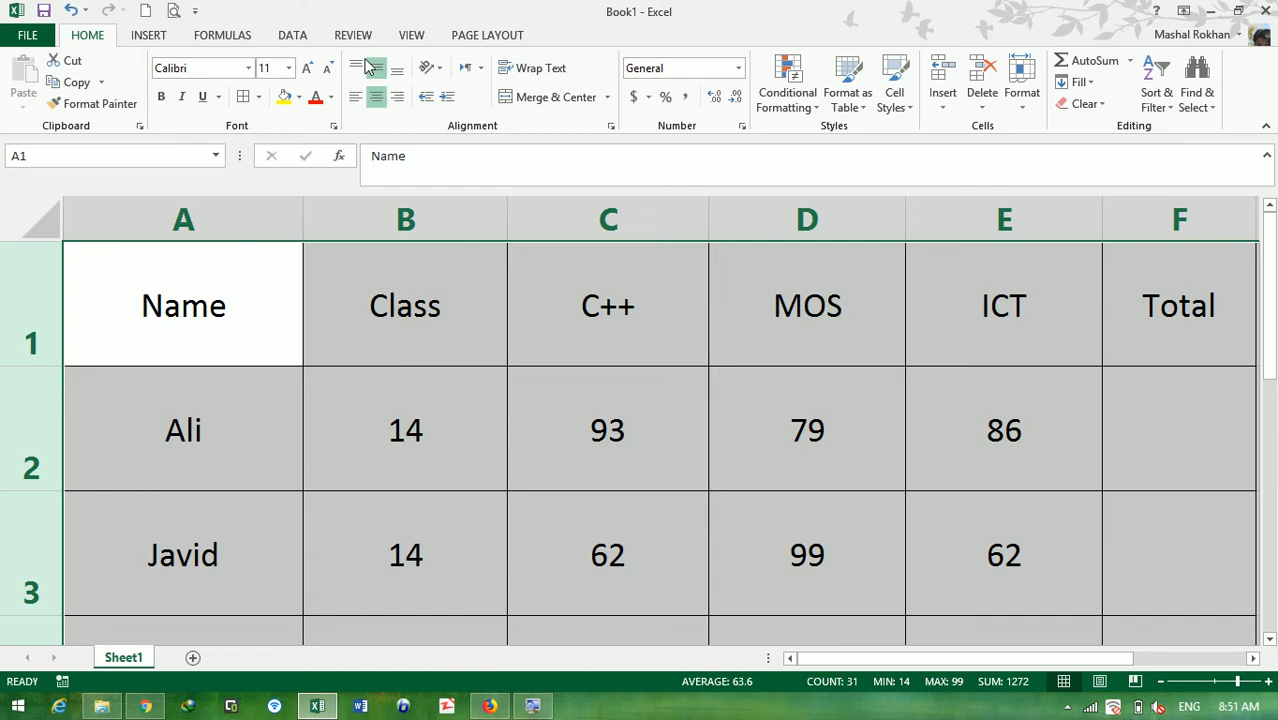 Book1 - Excel
?
FILE HOME INSERT FORMULAS DATA REVIEW VIEW PAGE LAYOUT Mashal Rokhan
Paste
Cut
Copy
Format Painter
Clipboard
Calibri 11
B I U A
Font
Wrap Text
Merge & Center
Alignment
General
$ %
Number
Conditional Formatting
Format as Table
Cell Styles
Styles
Insert
Delete
Format
Cells
AutoSum
Fill
Clear
Sort & Filter
Find & Select
Editing
A1 fx Name
A B C D E F
1 Name Class C++ MOS ICT Total
2 Ali 14 93 79 86
3 Javid 14 62 99 62
Sheet1
READY AVERAGE: 63.6 COUNT: 31 MIN: 14 MAX: 99 SUM: 1272
ENG 8:51 AM